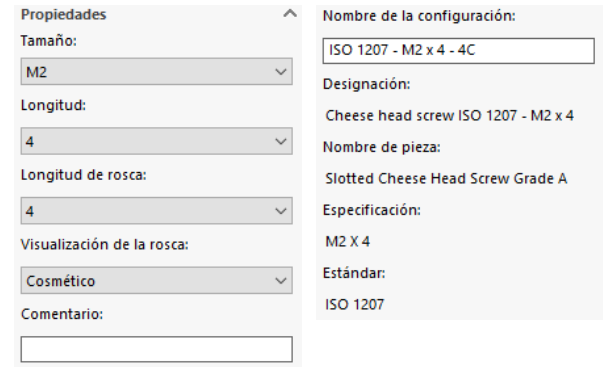 Propiedades
Tamaño:
M2
Longitud:
4
Longitud de rosca:
4
Visualización de la rosca:
Cosmético
Comentario:
Nombre de la configuración:
ISO 1207 - M2 x 4 - 4C
Designación:
Cheese head screw ISO 1207 - M2 x 4
Nombre de pieza:
Slotted Cheese Head Screw Grade A
Especificación:
M2 X 4
Estándar:
ISO 1207